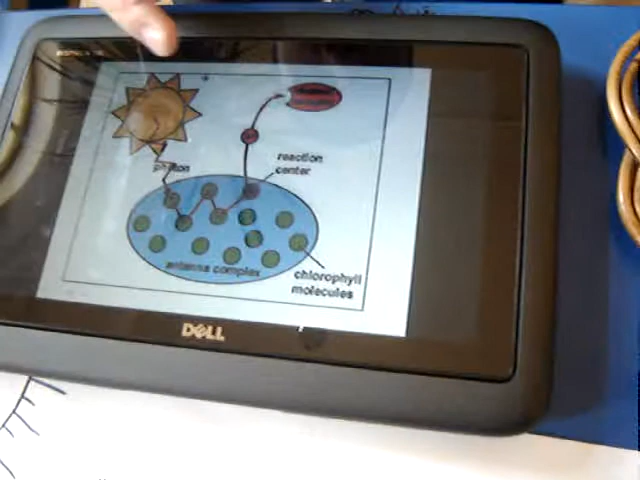 photon
reaction
center
antenna complex
chlorophyll
molecules
DELL